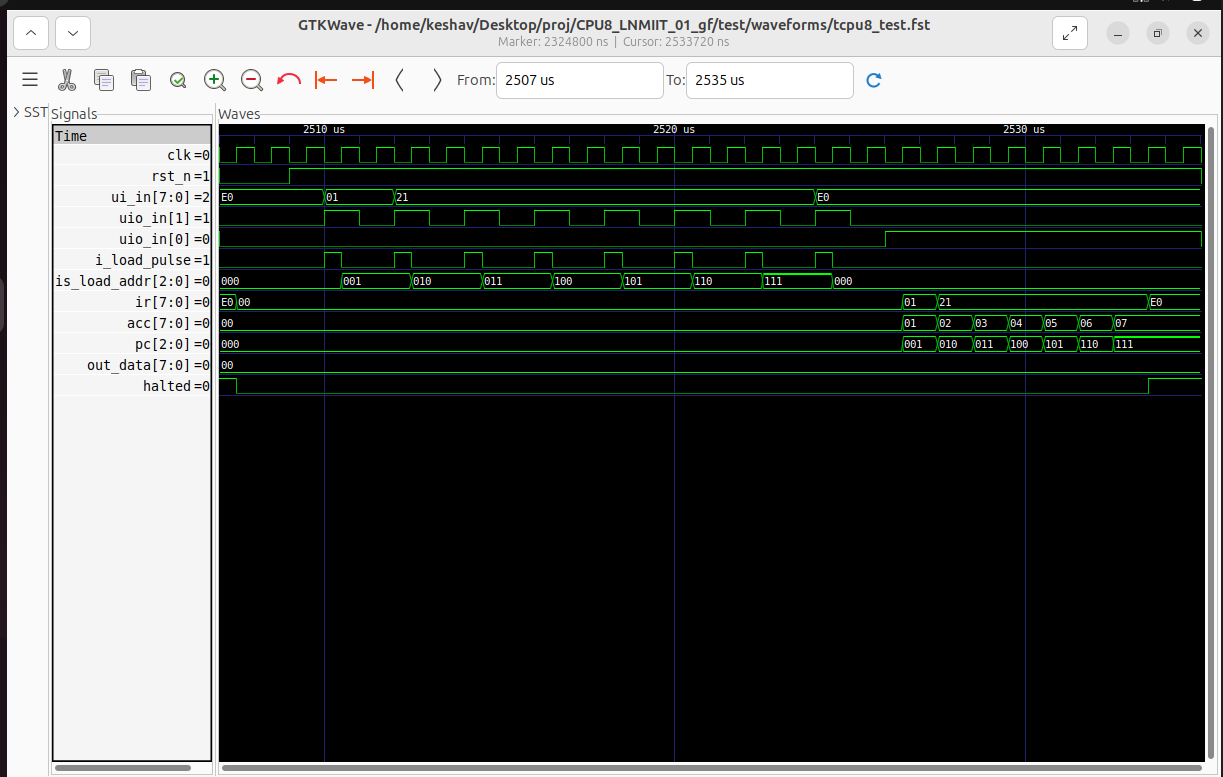 GTKWave - /home/keshav/Desktop/proj/CPU8_LNMIIT_01_gf/test/waveforms/tcpu8_test.fst
Marker: 2324800 ns | Cursor: 2533720 ns
From: 2507 us To: 2535 us
SST Signals Waves
Time 2510 us 2520 us 2530 us
clk =0
rst_n =1
ui_in[7:0] =2 E0 01 21 E0
uio_in[1] =1
uio_in[0] =0
i_load_pulse =1
is_load_addr[2:0] =0 000 001 010 011 100 101 110 111 000
ir[7:0] =0 E0 00 01 21 E0
acc[7:0] =0 00 01 02 03 04 05 06 07
pc[2:0] =0 000 001 010 011 100 101 110 111
out_data[7:0] =0 00
halted =0